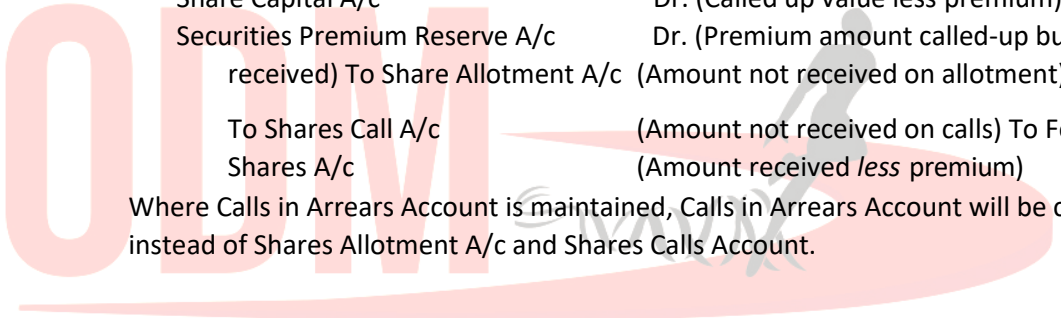 Share Capital A/c Dr. (Called up value less premium)
Securities Premium Reserve A/c Dr. (Premium amount called-up
received) To Share Allotment A/c (Amount not received on allotment)
To Shares Call A/c (Amount not received on calls) To
Shares A/c (Amount received less premium)
Where Calls in Arrears Account is maintained, Calls in Arrears Account will be
instead of Shares Allotment A/c and Shares Calls Account.
ODM